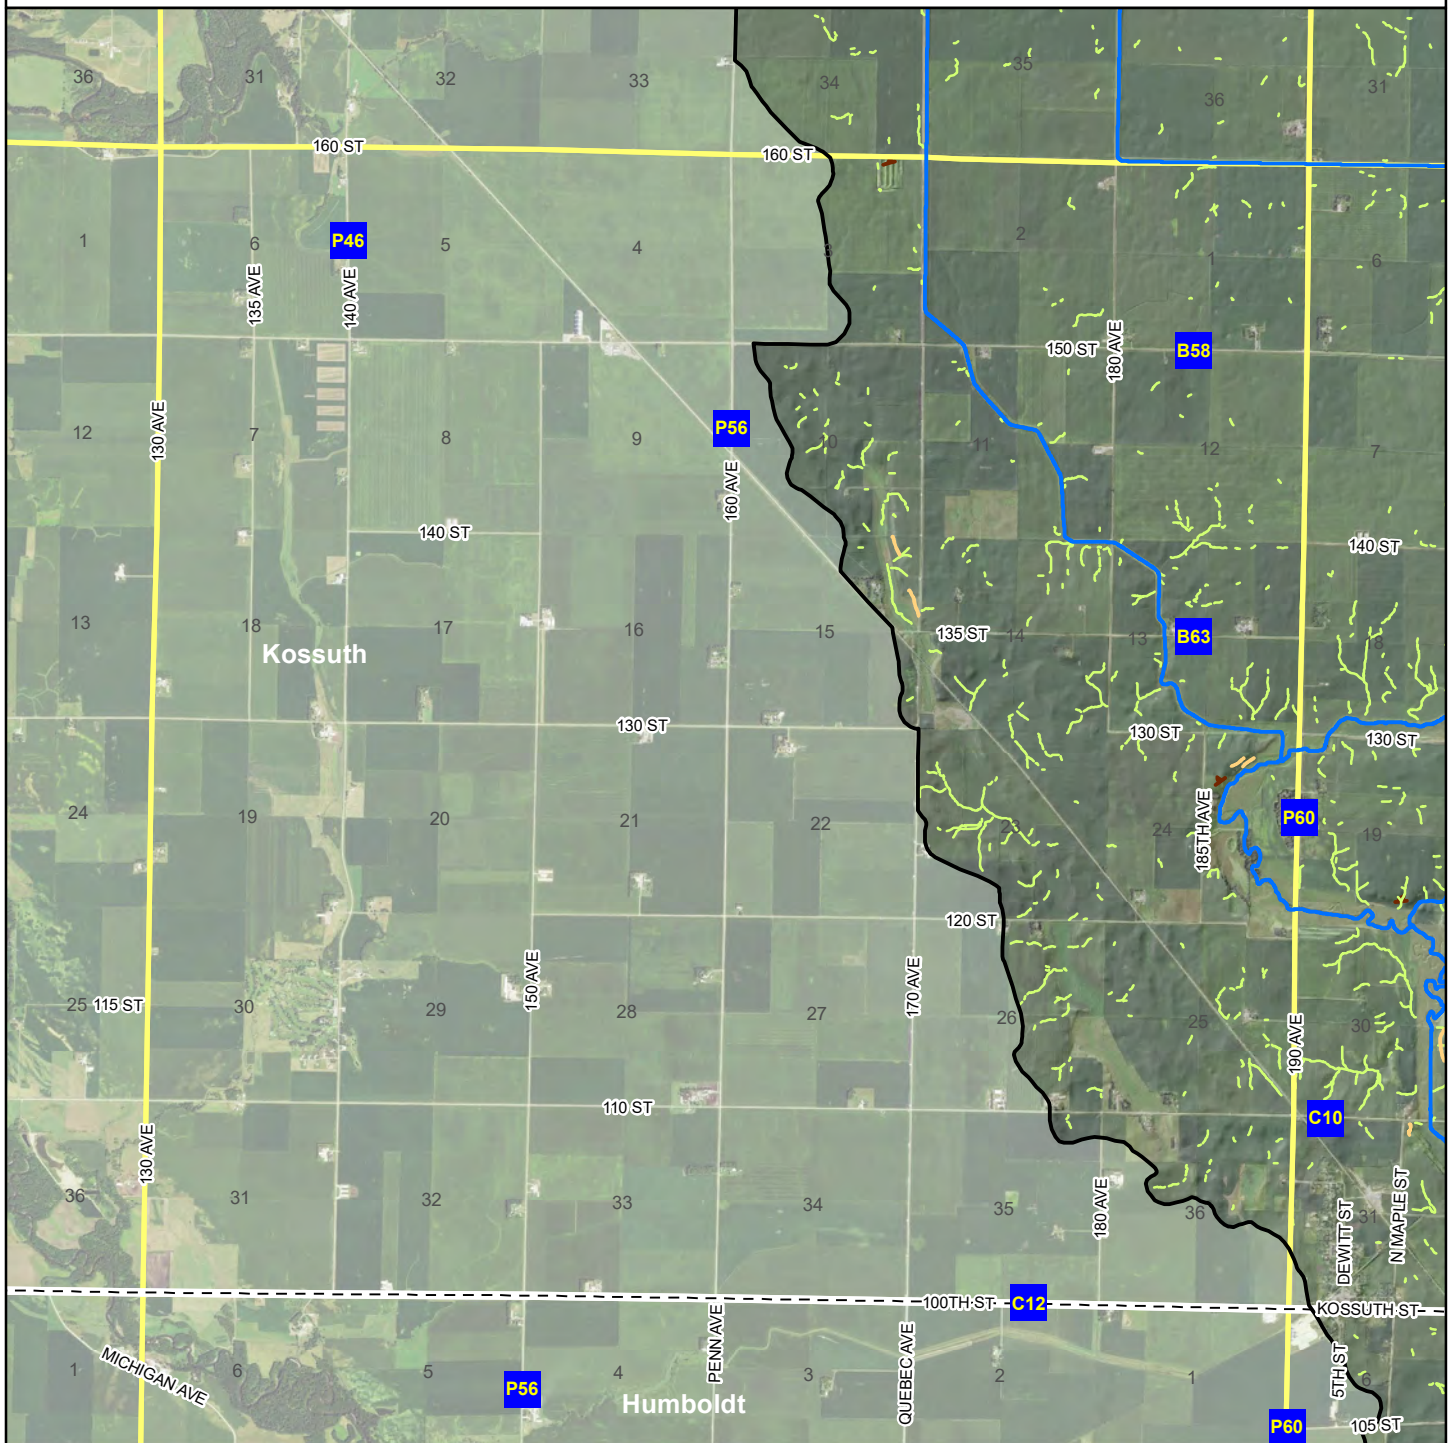 36
31
32
33
34
35
36
31
160 ST
160 ST
1
6
P46
5
4
3
2
1
6
135 AVE
140 AVE
150 ST
180 AVE
B58
130 AVE
12
7
8
9
P56
10
11
12
7
160 AVE
140 ST
140 ST
13
18
17
16
15
135 ST
14
13
B63
18
Kossuth
130 ST
130 ST
130 ST
24
19
20
21
22
23
24
185TH AVE
P60
19
120 ST
150 AVE
170 AVE
25
115 ST
30
29
28
27
26
25
190 AVE
30
110 ST
C10
130 AVE
36
31
32
33
34
35
180 AVE
36
DEWITT ST
31
N MAPLE ST
100TH ST
C12
KOSSUTH ST
1
MICHIGAN AVE
6
5
P56
4
PENN AVE
3
QUEBEC AVE
2
1
5TH ST
6
Humboldt
P60
105 ST